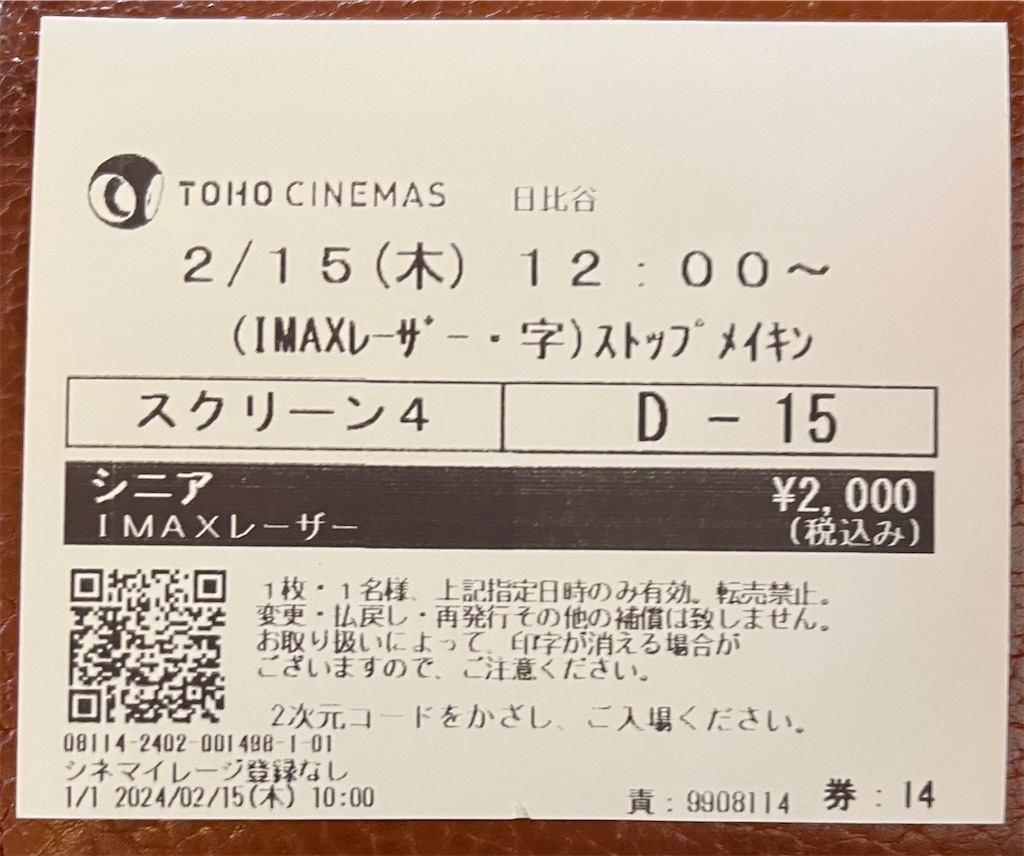 TOHO CINEMAS 日比谷
2/15(木) 12:00~
(IMAXﾚｰｻﾞｰ・字)ｽﾄｯﾌﾟﾒｲｷﾝ
スクリーン4 D-15
シニア ¥2,000
IMAXレーザー (税込み)
1枚・1名様、上記指定日時のみ有効。転売禁止。
変更・払戻し・再発行その他の補償は致しません。
お取り扱いによって、印字が消える場合が
ございますので、ご注意ください。
2次元コードをかざし、ご入場ください。
08114-2402-001498-1-01
シネマイレージ登録なし
1/1 2024/02/15(木) 10:00 責:9908114 券:14